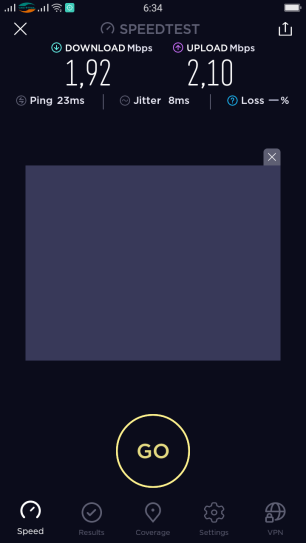 6:34
SPEEDTEST
DOWNLOAD Mbps UPLOAD Mbps
1,92 2,10
Ping 23ms Jitter 8ms Loss —%
GO
Speed Results Coverage Settings VPN